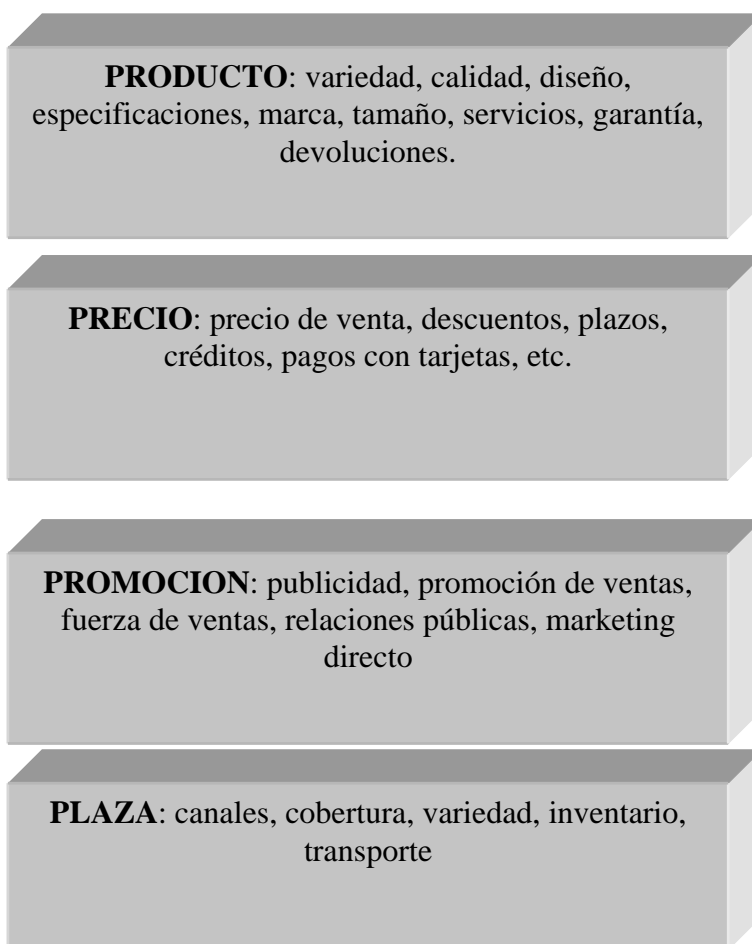 PRODUCTO: variedad, calidad, diseño,
especificaciones, marca, tamaño, servicios, garantía,
devoluciones.
PRECIO: precio de venta, descuentos, plazos,
créditos, pagos con tarjetas, etc.
PROMOCION: publicidad, promoción de ventas,
fuerza de ventas, relaciones públicas, marketing
directo
PLAZA: canales, cobertura, variedad, inventario,
transporte